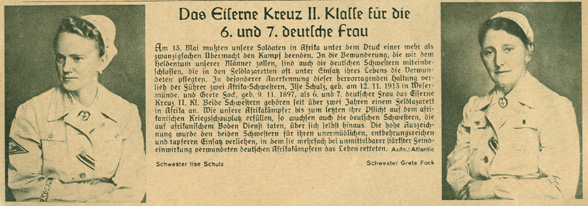 Das Eiserne Kreuz II. Klasse für die
6. und 7. deutsche Frau
Am 13. Mai mußten unsere Soldaten in Afrika unter dem Druck einer mehr als
zwanzigfachen Übermacht den Kampf beenden. In die Bewunderung, die wir dem
Heldentum unserer Männer zollen, sind auch die deutschen Schwestern miteinbe-
schlossen, die in den Feldlazaretten oft unter Einsatz ihres Lebens die Verwun-
deten pflegten. In besonderer Anerkennung dieser hervorragenden Haltung ver-
lieh der Führer zwei Afrika-Schwestern, Ilse Schulz, geb. am 12. 11. 1913 in Weser-
münde, und Grete Fock, geb. 9. 11. 1897, als 6. und 7. deutscher Frau das Eiserne
Kreuz II. Kl. Beide Schwestern gehören seit über zwei Jahren einem Feldlazarett
in Afrika an. Wie unsere Afrikakämpfer bis zum letzten ihre Pflicht auf dem afri-
kanischen Kriegsschauplatz erfüllten, so wuchsen auch die deutschen Schwestern, die
auf afrikanischem Boden Dienst taten, über sich selbst hinaus. Die hohe Auszeich-
nung wurde den beiden Schwestern für ihren unermüdlichen, entbehrungsreichen
und tapferen Einsatz verliehen, in dem sie mehrfach bei unmittelbarer stärkster Feind-
einwirkung verwundeten deutschen Afrikakämpfern das Leben retteten. Aufn.: Atlantic
Schwester Ilse Schulz
Schwester Grete Fock